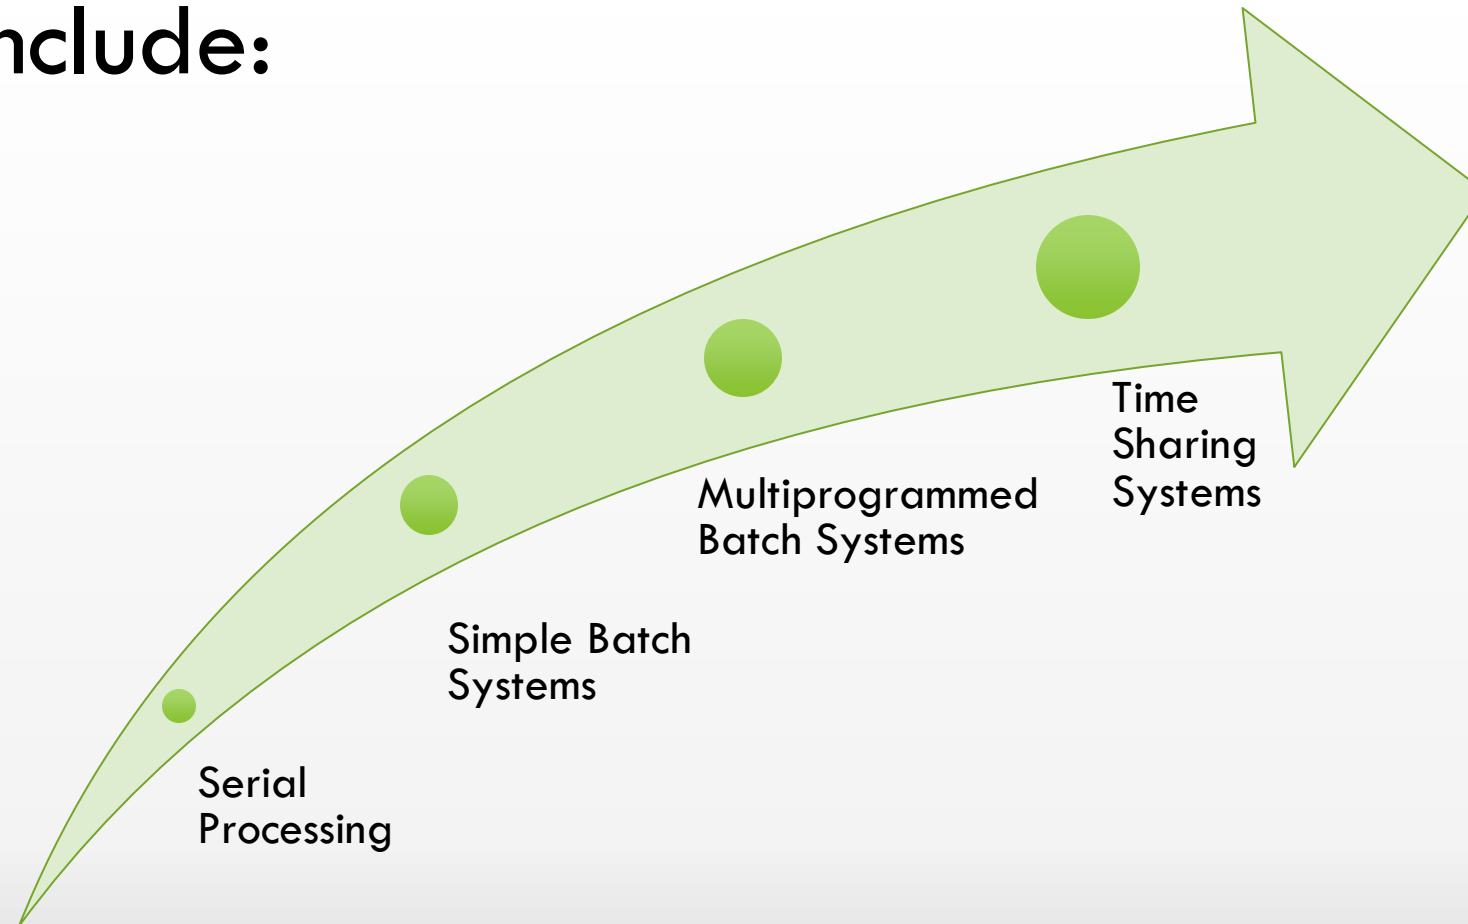 nclude:
Time
Sharing
Systems
Multiprogrammed
Batch Systems
Simple Batch
Systems
Serial
Processing